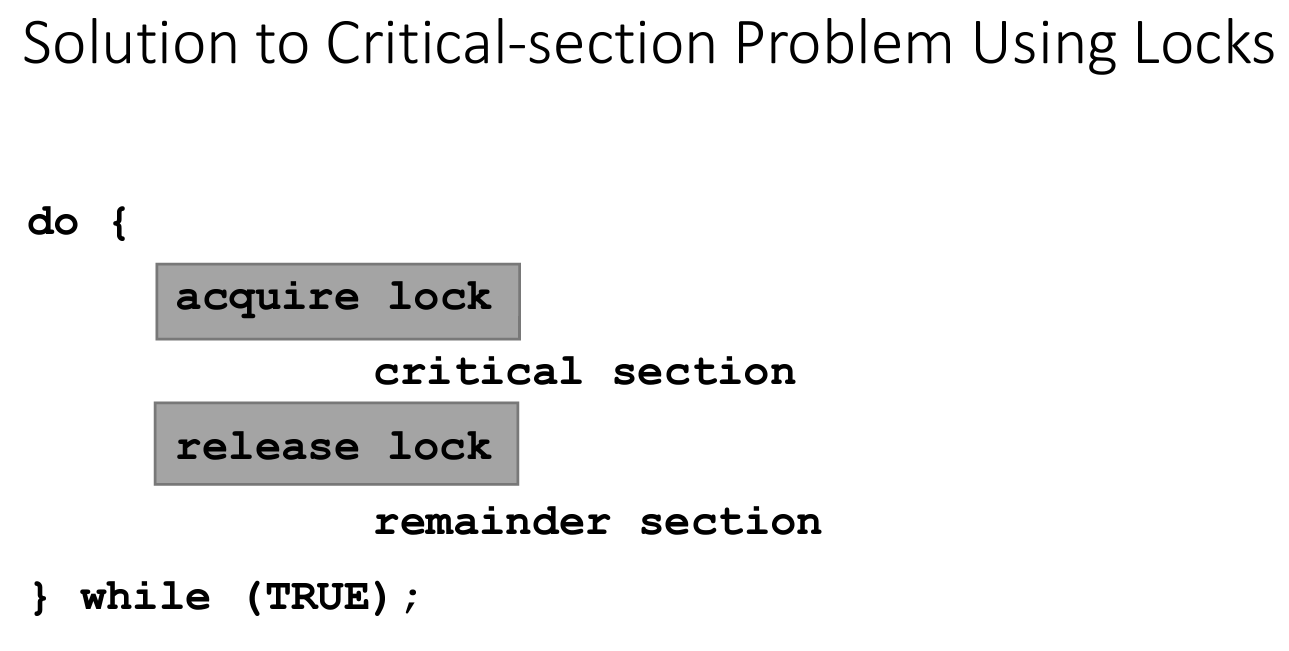 Solution to Critical-section Problem Using Locks
do {
acquire lock
critical section
release lock
remainder section
} while (TRUE);